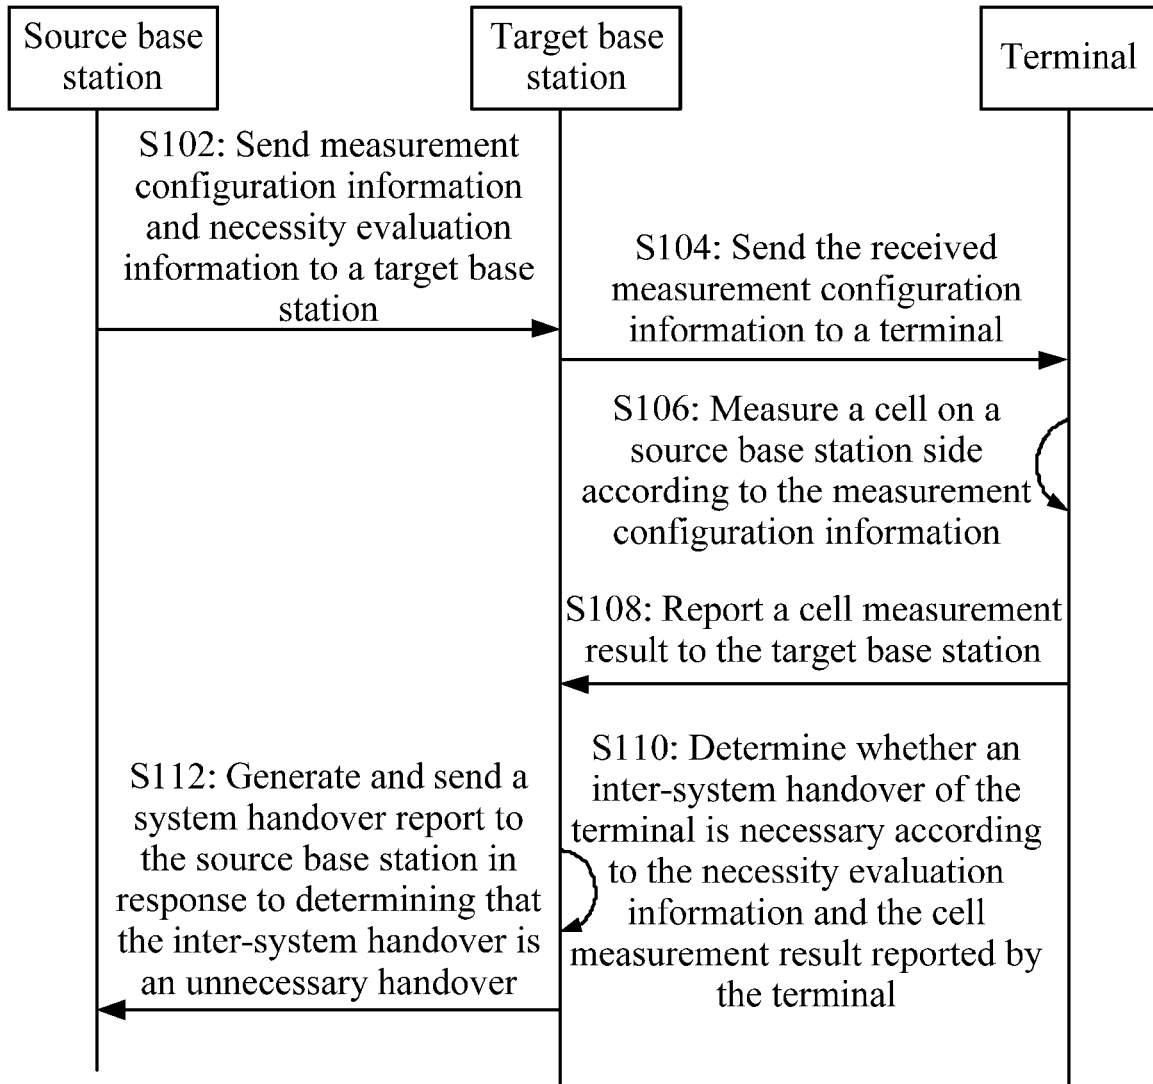 Source base
station
Target base
station
Terminal
S102: Send measurement
configuration information
and necessity evaluation
information to a target base
station
S104: Send the received
measurement configuration
information to a terminal
S106: Measure a cell on a
source base station side
according to the measurement
configuration information
S108: Report a cell measurement
result to the target base station
S110: Determine whether an
inter-system handover of the
terminal is necessary according
to the necessity evaluation
information and the cell
measurement result reported by
the terminal
S112: Generate and send a
system handover report to
the source base station in
response to determining that
the inter-system handover is
an unnecessary handover